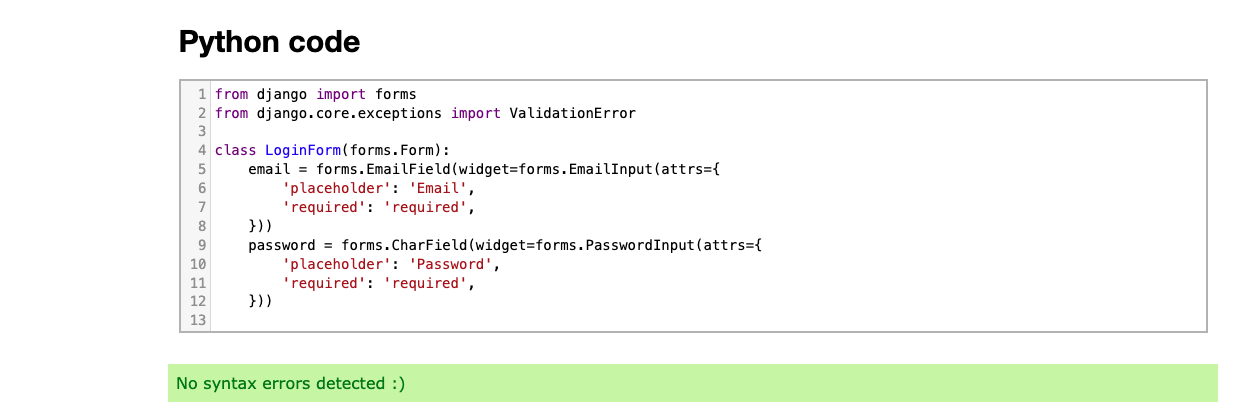 Python code
1 from django import forms
2 from django.core.exceptions import ValidationError
3
4 class LoginForm(forms.Form):
5     email = forms.EmailField(widget=forms.EmailInput(attrs={
6         'placeholder': 'Email',
7         'required': 'required',
8     }))
9     password = forms.CharField(widget=forms.PasswordInput(attrs={
10         'placeholder': 'Password',
11         'required': 'required',
12     }))
13
No syntax errors detected :)